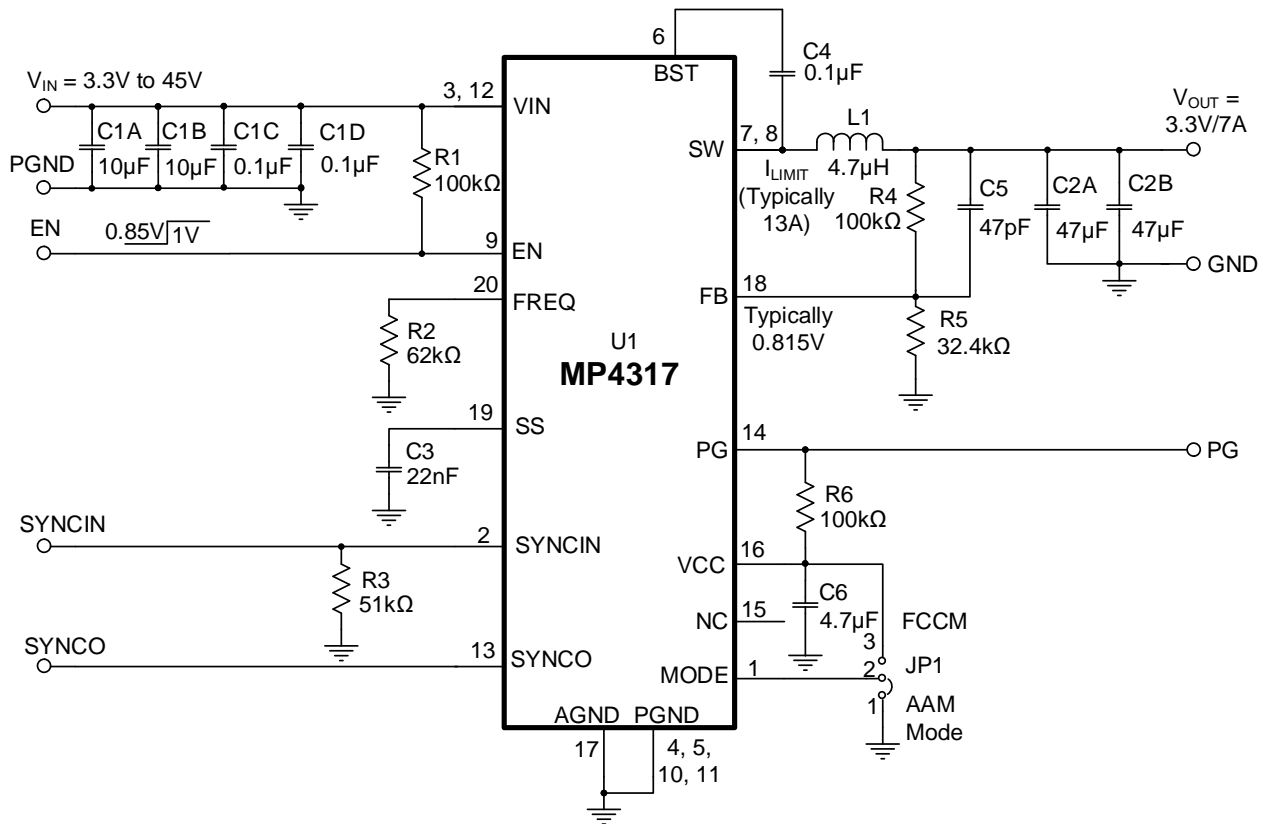 6
BST
C4
0.1µF
V_IN = 3.3V to 45V
3, 12
VIN
C1A
10µF
C1B
10µF
C1C
0.1µF
C1D
0.1µF
PGND
R1
100kΩ
EN
0.85V
1V
9
EN
SW
7, 8
L1
4.7µH
I_LIMIT
(Typically
13A)
R4
100kΩ
C5
47pF
C2A
47µF
C2B
47µF
V_OUT =
3.3V/7A
GND
20
FREQ
R2
62kΩ
FB
18
Typically
0.815V
R5
32.4kΩ
U1
MP4317
19
SS
C3
22nF
PG
14
PG
R6
100kΩ
SYNCIN
2
SYNCIN
R3
51kΩ
VCC
16
C6
4.7µF
NC
15
FCCM
3
JP1
2
1
AAM
Mode
SYNCO
13
SYNCO
MODE
1
AGND
PGND
17
4, 5,
10, 11